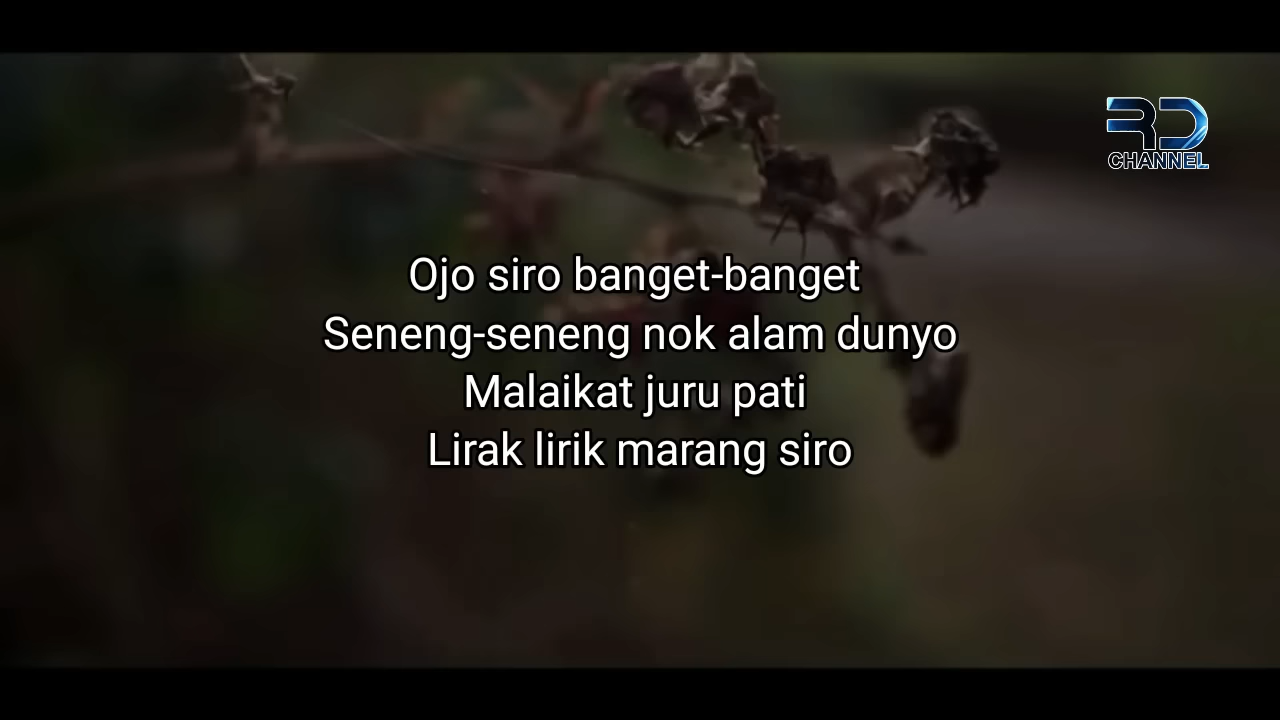 RD
CHANNEL
Ojo siro banget-banget
Seneng-seneng nok alam dunyo
Malaikat juru pati
Lirak lirik marang siro